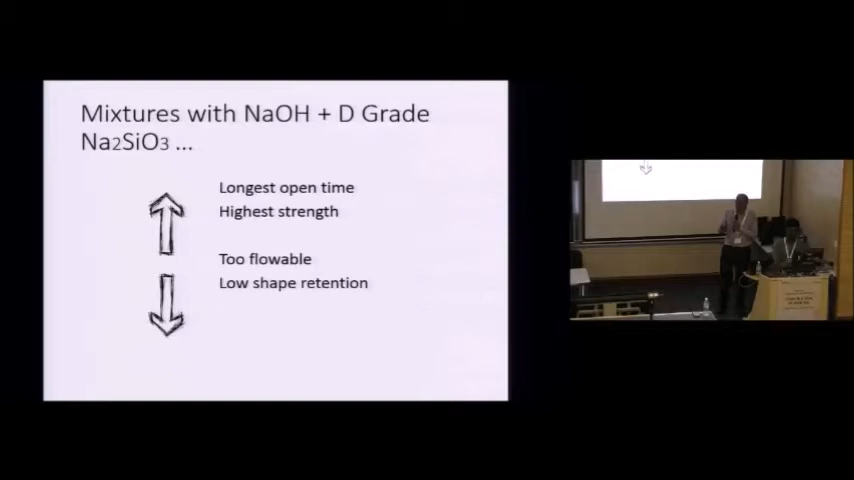 Mixtures with NaOH + D Grade
Na2SiO3 ...
Longest open time
Highest strength
Too flowable
Low shape retention